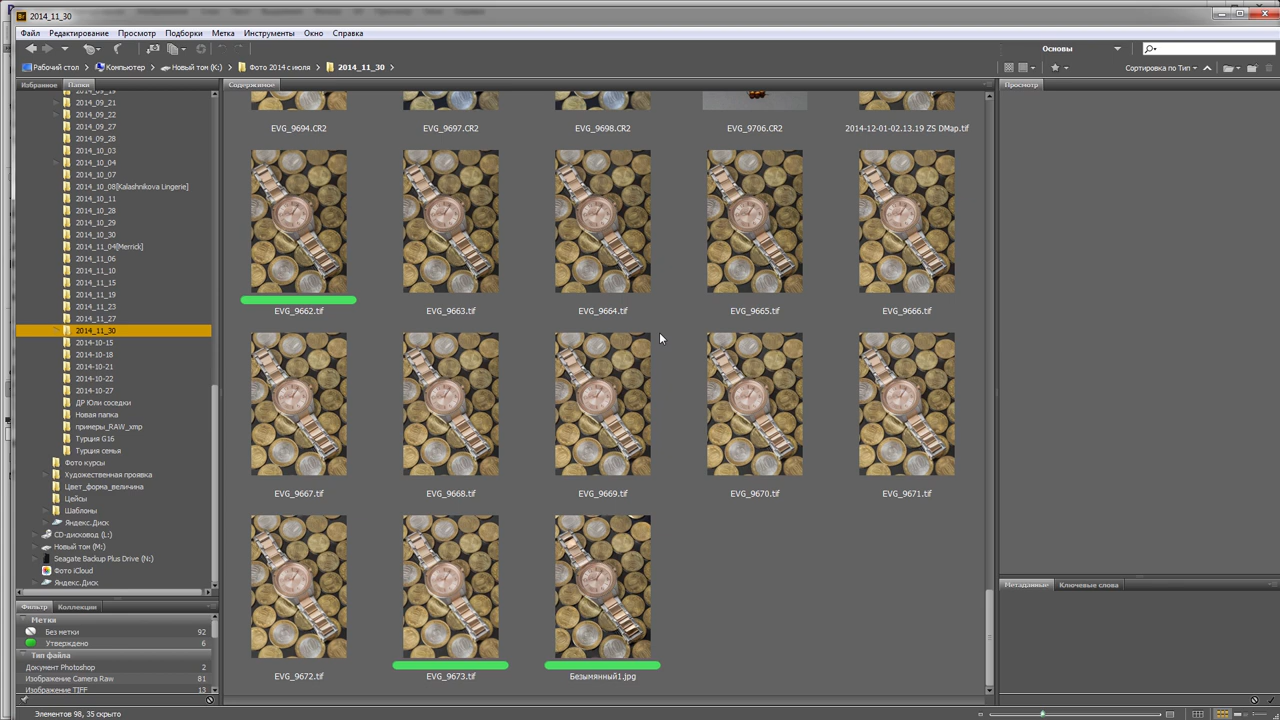 Br 2014_11_30
Файл Редактирование Просмотр Подборки Метка Инструменты Окно Справка
Основы
Рабочий стол > Компьютер > Новый том (K:) > Фото 2014 с июля > 2014_11_30 >
Сортировка по Тип
Избранное Папки
Содержимое
Просмотр
2014_09_19
2014_09_21
2014_09_22
2014_09_27
2014_09_28
2014_10_03
2014_10_04
2014_10_07
2014_10_08[Kalashnikova Lingerie]
2014_10_11
2014_10_28
2014_10_29
2014_10_30
2014_11_04[Merrick]
2014_11_06
2014_11_10
2014_11_15
2014_11_19
2014_11_23
2014_11_27
2014_11_30
2014-10-15
2014-10-18
2014-10-21
2014-10-22
2014-10-27
ДР Юли соседки
Новая папка
примеры_RAW_xmp
Турция G16
Турция семья
Фото курсы
Художественная проявка
Цвет_форма_величина
Цейсы
Шаблоны
Яндекс.Диск
CD-дисковод (L:)
Новый том (M:)
Seagate Backup Plus Drive (N:)
Фото iCloud
Яндекс.Диск
Фильтр Коллекции
Метки
Без метки 92
Утверждено 6
Тип файла
Документ Photoshop 2
Изображение Camera Raw 81
Изображение TIFF 13
EVG_9694.CR2 EVG_9697.CR2 EVG_9698.CR2 EVG_9706.CR2 2014-12-01-02.13.19 ZS DMap.tif
EVG_9662.tif EVG_9663.tif EVG_9664.tif EVG_9665.tif EVG_9666.tif
EVG_9667.tif EVG_9668.tif EVG_9669.tif EVG_9670.tif EVG_9671.tif
EVG_9672.tif EVG_9673.tif Безымянный1.jpg
Метаданные Ключевые слова
Элементов 98, 35 скрыто